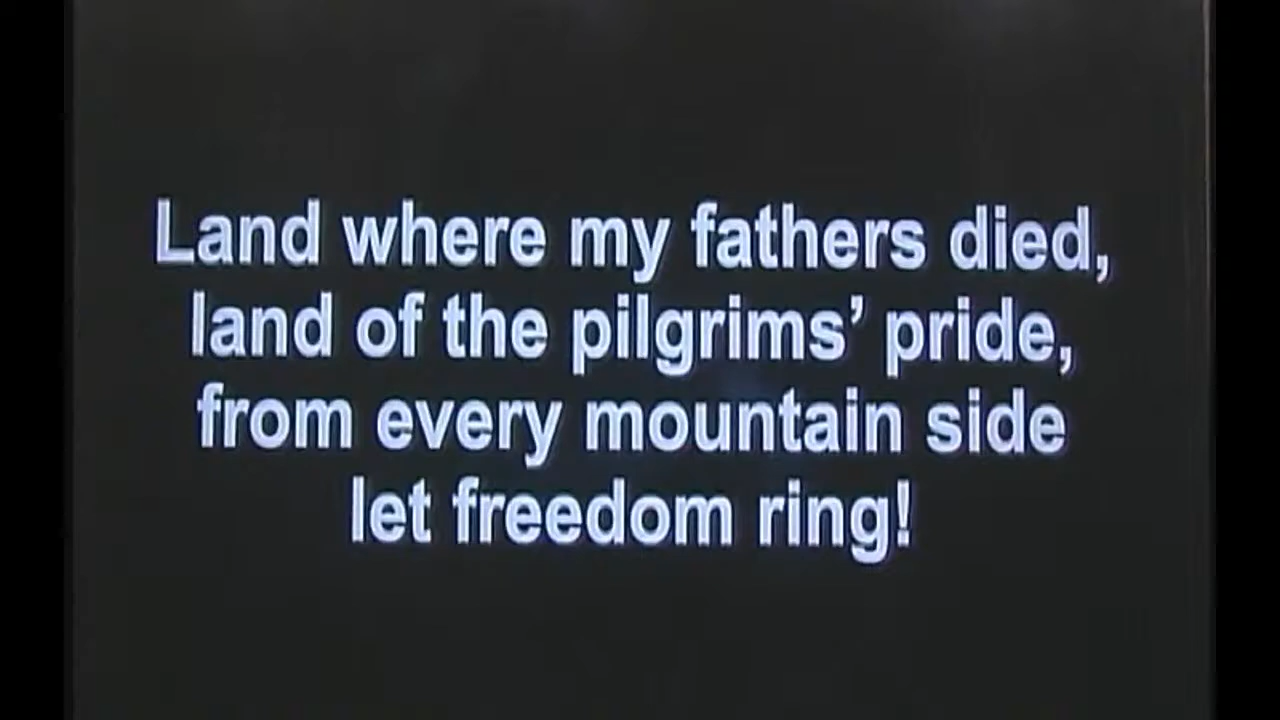 Land where my fathers died,
land of the pilgrims’ pride,
from every mountain side
let freedom ring!